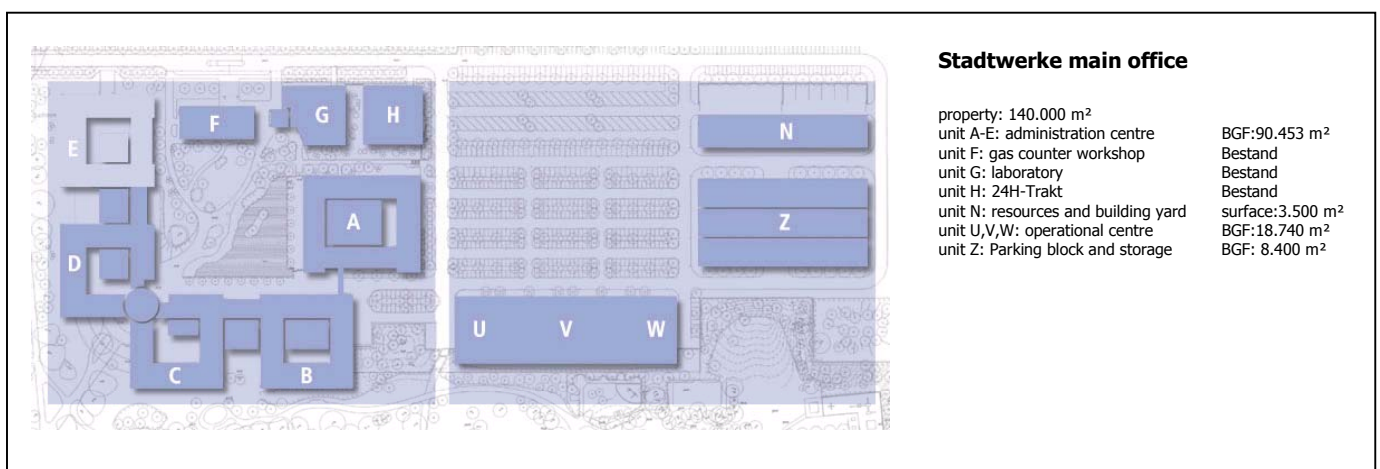 Stadtwerke main office
property: 140.000 m²
unit A-E: administration centre BGF:90.453 m²
unit F: gas counter workshop Bestand
unit G: laboratory Bestand
unit H: 24H-Trakt Bestand
unit N: resources and building yard surface:3.500 m²
unit U,V,W: operational centre BGF:18.740 m²
unit Z: Parking block and storage BGF: 8.400 m²
E
F
G
H
N
A
Z
D
U V W
C
B